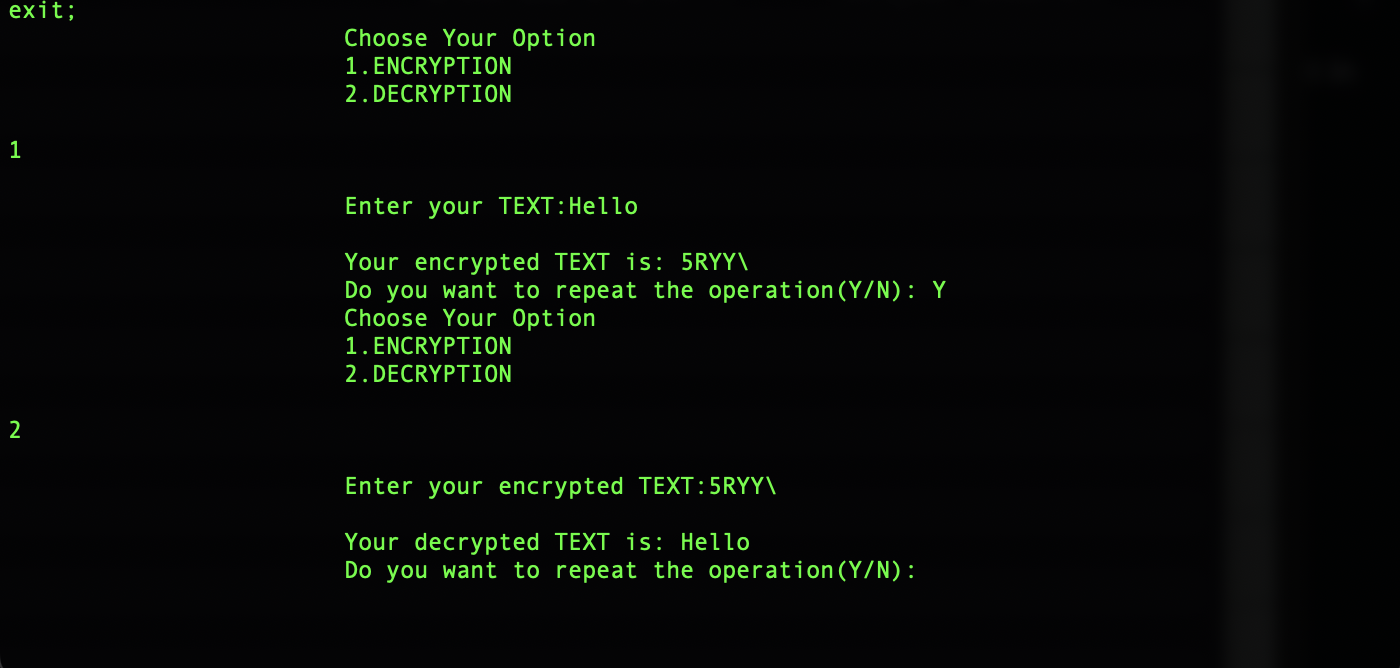 exit;
Choose Your Option
1.ENCRYPTION
2.DECRYPTION
1
Enter your TEXT:Hello
Your encrypted TEXT is: 5RYY\
Do you want to repeat the operation(Y/N): Y
Choose Your Option
1.ENCRYPTION
2.DECRYPTION
2
Enter your encrypted TEXT:5RYY\
Your decrypted TEXT is: Hello
Do you want to repeat the operation(Y/N):